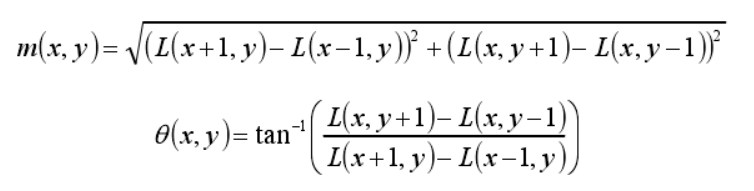 m(x, y)= √(L(x+1, y)− L(x−1, y))² +(L(x, y+1)− L(x, y−1))²
θ(x, y)= tan⁻¹((L(x, y+1)− L(x, y−1))/(L(x+1, y)− L(x−1, y)))